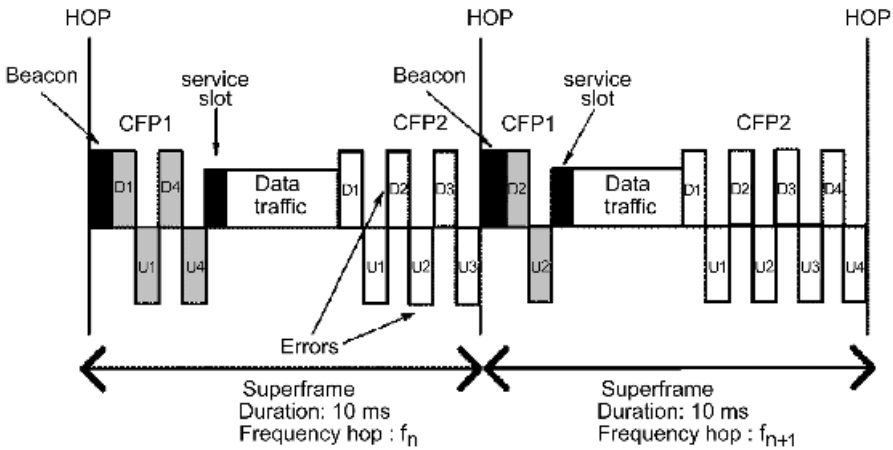 HOP
HOP
HOP
Beacon
service
slot
CFP1
CFP2
Beacon
CFP1
service
slot
CFP2
D1
D4
Data
traffic
D1
D2
D3
D2
Data
traffic
D1
D2
D3
D4
U1
U4
U1
U2
U3
U2
U1
U2
U3
U4
Errors
Superframe
Duration: 10 ms
Frequency hop : fn
Superframe
Duration: 10 ms
Frequency hop : fn+1